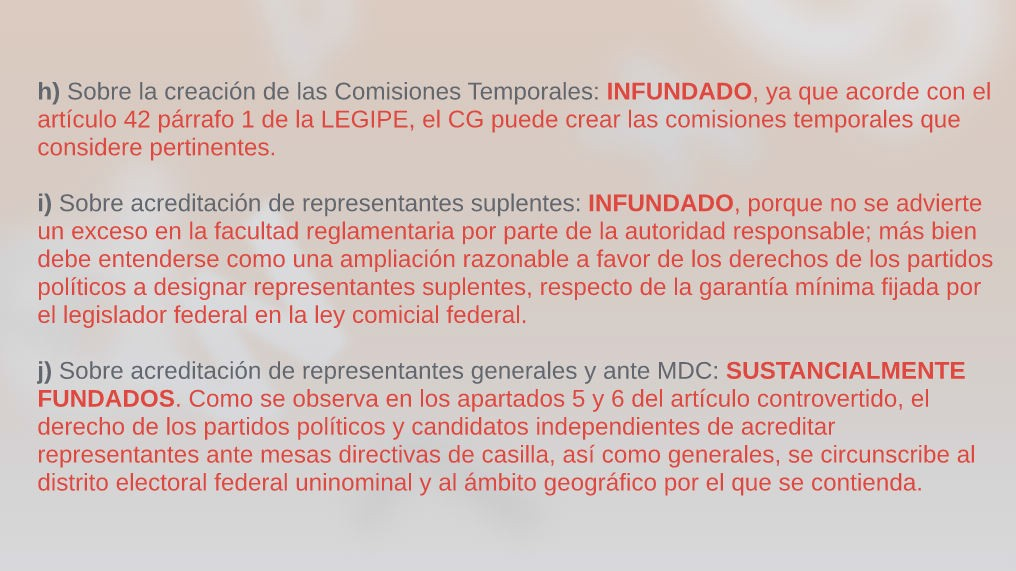 h) Sobre la creación de las Comisiones Temporales: INFUNDADO, ya que acorde con el
artículo 42 párrafo 1 de la LEGIPE, el CG puede crear las comisiones temporales que
considere pertinentes.
i) Sobre acreditación de representantes suplentes: INFUNDADO, porque no se advierte
un exceso en la facultad reglamentaria por parte de la autoridad responsable; más bien
debe entenderse como una ampliación razonable a favor de los derechos de los partidos
políticos a designar representantes suplentes, respecto de la garantía mínima fijada por
el legislador federal en la ley comicial federal.
j) Sobre acreditación de representantes generales y ante MDC: SUSTANCIALMENTE
FUNDADOS. Como se observa en los apartados 5 y 6 del artículo controvertido, el
derecho de los partidos políticos y candidatos independientes de acreditar
representantes ante mesas directivas de casilla, así como generales, se circunscribe al
distrito electoral federal uninominal y al ámbito geográfico por el que se contienda.